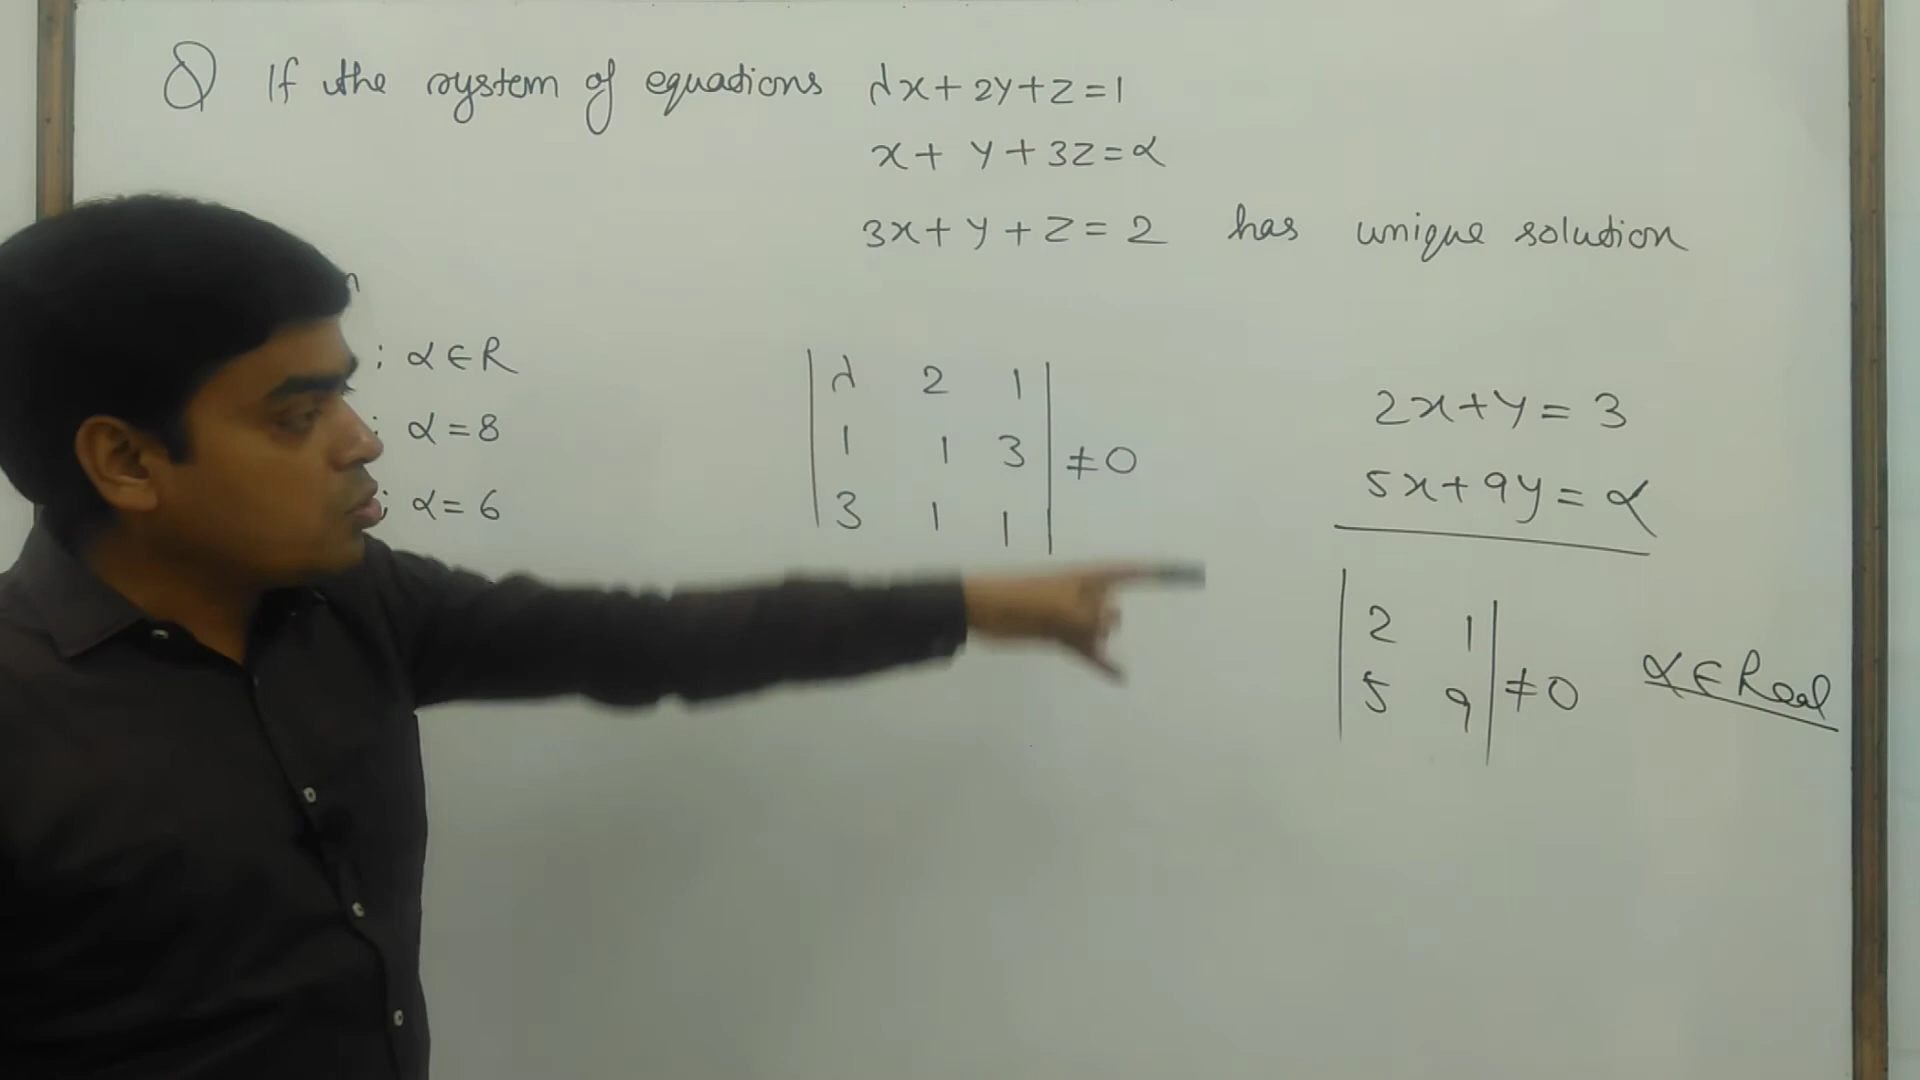 Q If the system of equations λx+2y+z=1
x+ y+3z=α
3x+y+z=2 has unique solution
; α∈R
; α=8
; α=6
λ 2 1
1 1 3 ≠0
3 1 1
2x+y=3
5x+9y=α
2 1
5 9 ≠0 α∈Real